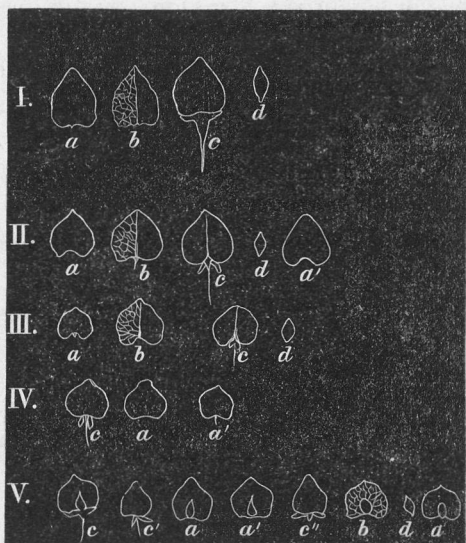 I. a b c d
II. a b c d a'
III. a b c d
IV. c a a'
V. c c' a a' c" b d a